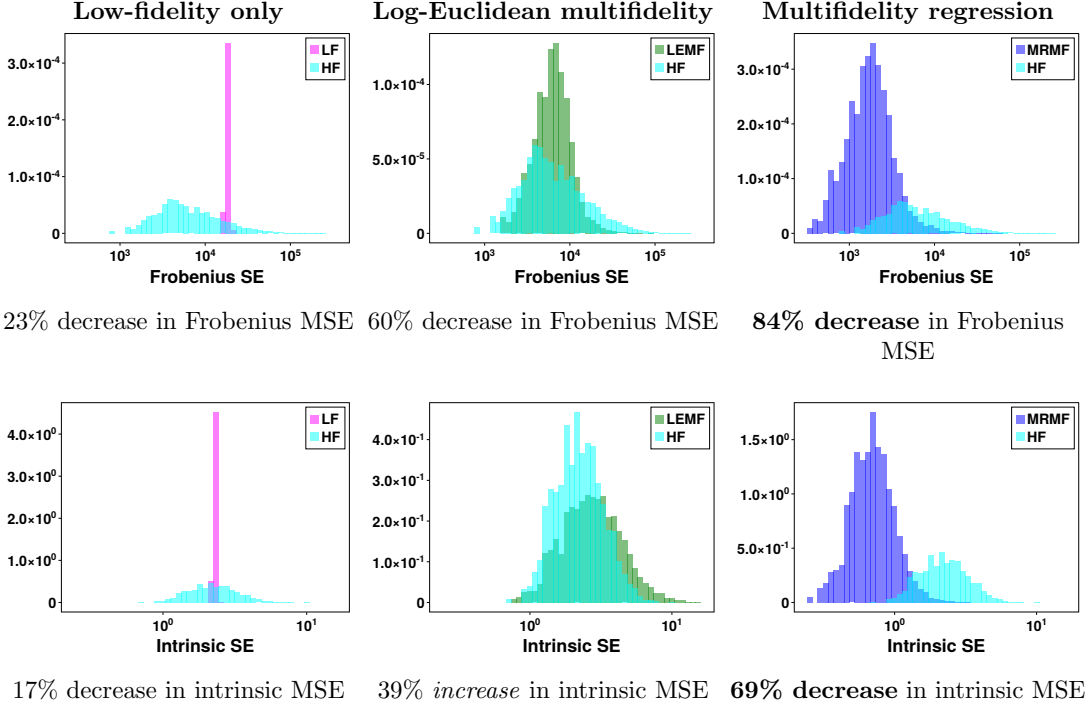 Low-fidelity only
Log-Euclidean multifidelity
Multifidelity regression
LF
HF
3.0×10⁻⁴
2.0×10⁻⁴
1.0×10⁻⁴
0
10³
10⁴
10⁵
Frobenius SE
LEMF
HF
1.0×10⁻⁴
5.0×10⁻⁵
0
10³
10⁴
10⁵
Frobenius SE
MRMF
HF
3.0×10⁻⁴
2.0×10⁻⁴
1.0×10⁻⁴
0
10³
10⁴
10⁵
Frobenius SE
23% decrease in Frobenius MSE
60% decrease in Frobenius MSE
84% decrease in Frobenius
MSE
LF
HF
4.0×10⁰
3.0×10⁰
2.0×10⁰
1.0×10⁰
0
10⁰
10¹
Intrinsic SE
LEMF
HF
4.0×10⁻¹
3.0×10⁻¹
2.0×10⁻¹
1.0×10⁻¹
0
10⁰
10¹
Intrinsic SE
MRMF
HF
1.5×10⁰
1.0×10⁰
5.0×10⁻¹
0
10⁰
10¹
Intrinsic SE
17% decrease in intrinsic MSE
39% increase in intrinsic MSE
69% decrease in intrinsic MSE